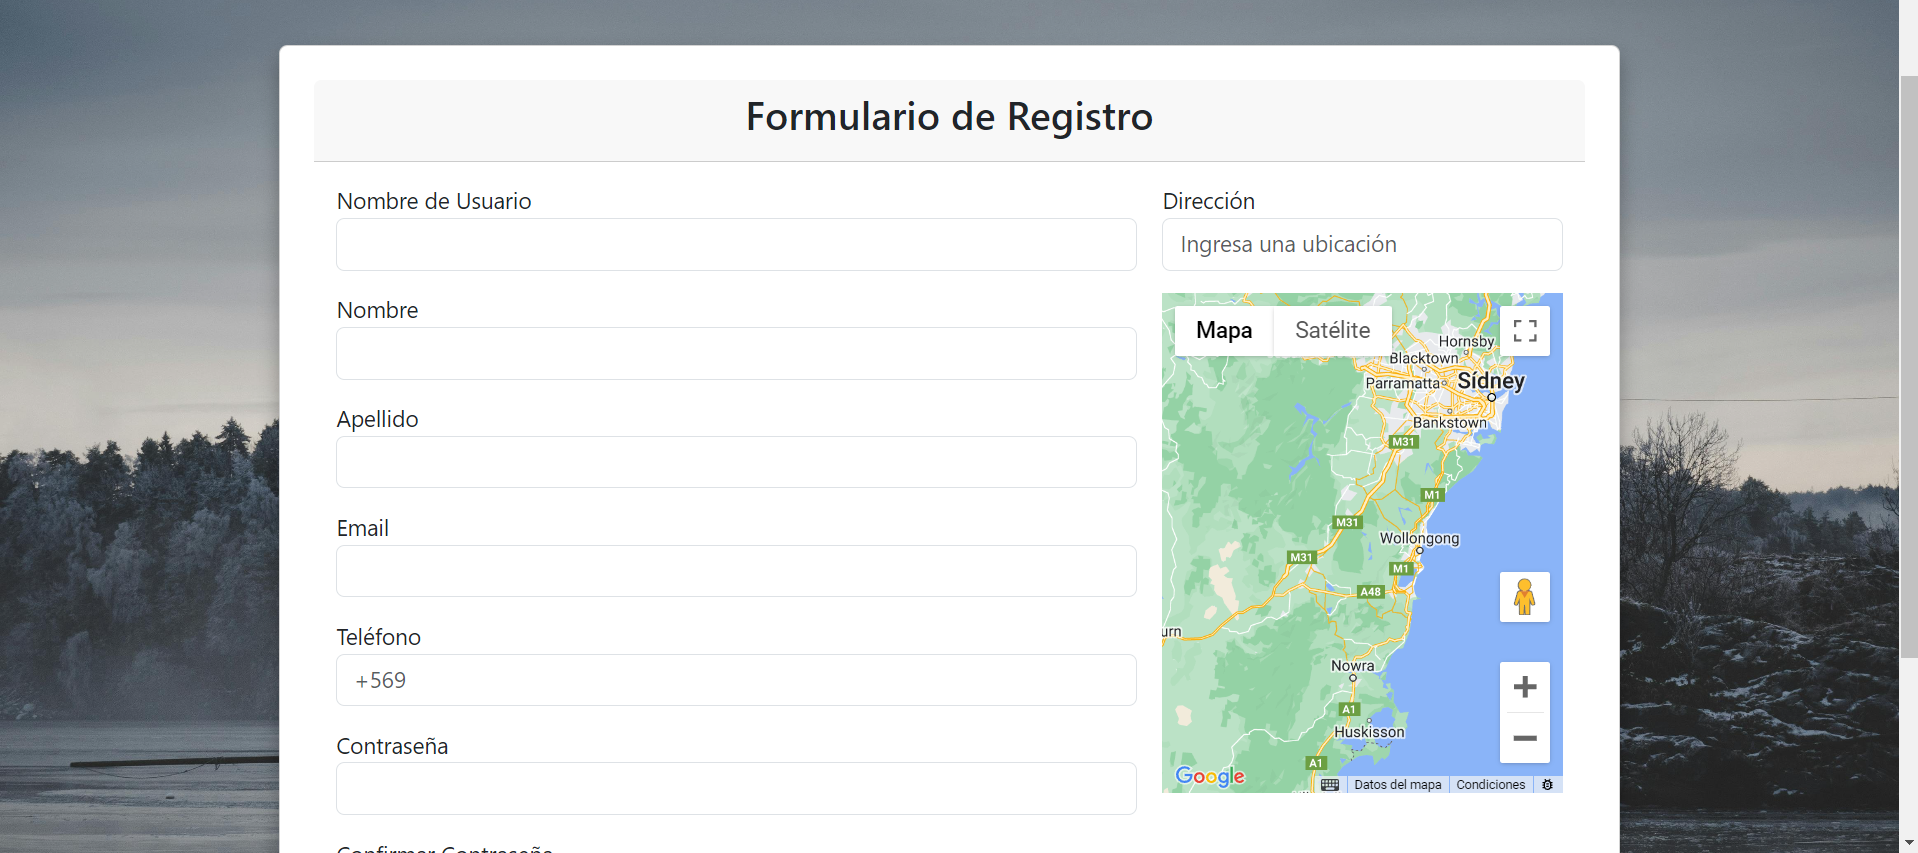 Formulario de Registro
Nombre de Usuario
Nombre
Apellido
Email
Teléfono
+569
Contraseña
Confirmar Contraseña
Dirección
Ingresa una ubicación
Mapa
Satélite
Hornsby
Blacktown
Parramatta
Sídney
Bankstown
M31
M1
M31
Wollongong
M31
M1
A48
urn
Nowra
A1
Huskisson
A1
Google
Datos del mapa
Condiciones